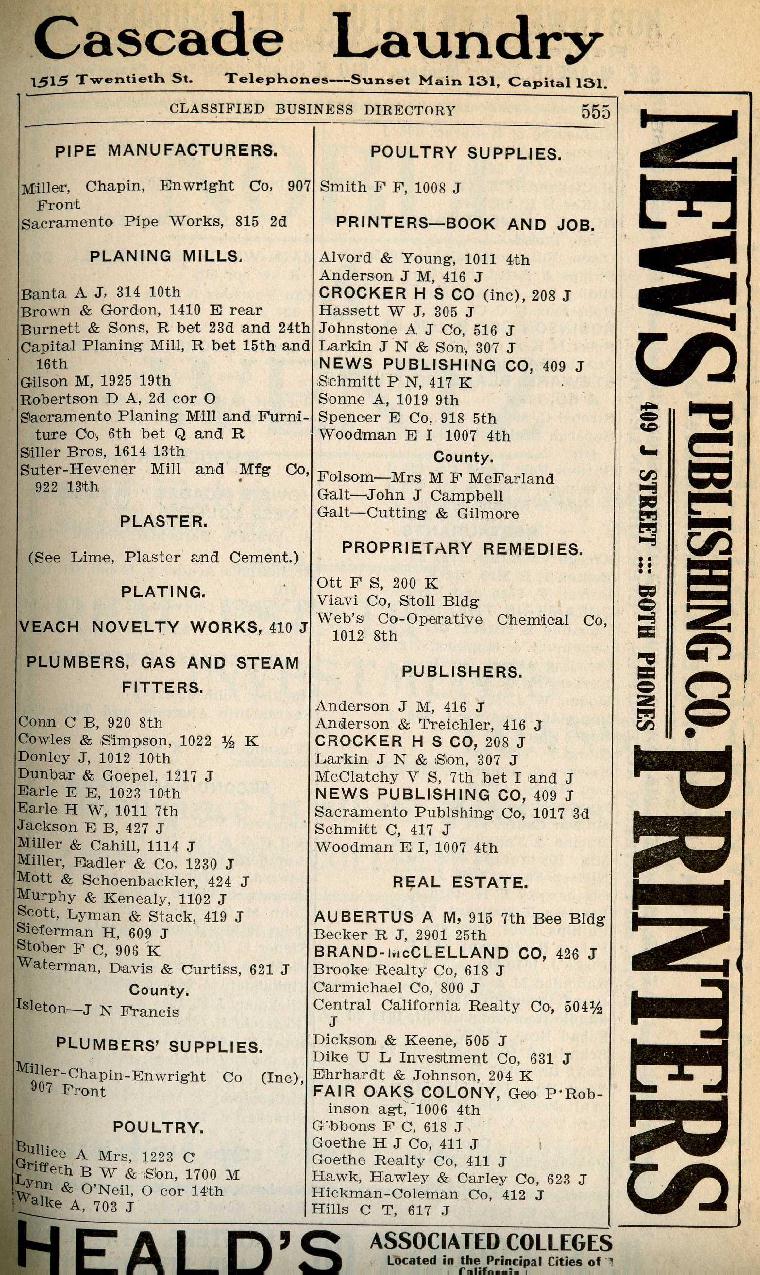 Cascade Laundry
1515 Twentieth St. Telephones---Sunset Main 131, Capital 131.
CLASSIFIED BUSINESS DIRECTORY 555
PIPE MANUFACTURERS.
Miller, Chapin, Enwright Co, 907
Front
Sacramento Pipe Works, 815 2d
PLANING MILLS.
Banta A J, 314 10th
Brown & Gordon, 1410 E rear
Burnett & Sons, R bet 23d and 24th
Capital Planing Mill, R bet 15th and
16th
Gilson M, 1925 19th
Robertson D A, 2d cor O
Sacramento Planing Mill and Furni-
ture Co, 6th bet Q and R
Siller Bros, 1614 13th
Suter-Hevener Mill and Mfg Co,
922 13th
PLASTER.
(See Lime, Plaster and Cement.)
PLATING.
VEACH NOVELTY WORKS, 410 J
PLUMBERS, GAS AND STEAM
FITTERS.
Conn C B, 920 8th
Cowles & Simpson, 1022 ½ K
Donley J, 1012 10th
Dunbar & Goepel, 1217 J
Earle E E, 1023 10th
Earle H W, 1011 7th
Jackson E B, 427 J
Miller & Cahill, 1114 J
Miller, Eadler & Co, 1230 J
Mott & Schoenbackler, 424 J
Murphy & Kenealy, 1102 J
Scott, Lyman & Stack, 419 J
Sieferman H, 609 J
Stober F C, 906 K
Waterman, Davis & Curtiss, 621 J
County.
Isleton—J N Francis
PLUMBERS' SUPPLIES.
Miller-Chapin-Enwright Co (Inc),
907 Front
POULTRY.
Bullice A Mrs, 1223 C
Griffeth B W & Son, 1700 M
Lynn & O'Neil, O cor 14th
Walke A, 703 J
POULTRY SUPPLIES.
Smith F F, 1008 J
PRINTERS—BOOK AND JOB.
Alvord & Young, 1011 4th
Anderson J M, 416 J
CROCKER H S CO (inc), 208 J
Hassett W J, 305 J
Johnstone A J Co, 516 J
Larkin J N & Son, 307 J
NEWS PUBLISHING CO, 409 J
Schmitt P N, 417 K
Sonne A, 1019 9th
Spencer E Co, 918 5th
Woodman E I 1007 4th
County.
Folsom—Mrs M F McFarland
Galt—John J Campbell
Galt—Cutting & Gilmore
PROPRIETARY REMEDIES.
Ott F S, 200 K
Viavi Co, Stoll Bldg
Web's Co-Operative Chemical Co,
1012 8th
PUBLISHERS.
Anderson J M, 416 J
Anderson & Treichler, 416 J
CROCKER H S CO, 208 J
Larkin J N & Son, 307 J
McClatchy V S, 7th bet I and J
NEWS PUBLISHING CO, 409 J
Sacramento Publshing Co, 1017 3d
Schmitt C, 417 J
Woodman E I, 1007 4th
REAL ESTATE.
AUBERTUS A M, 915 7th Bee Bldg
Becker R J, 2901 25th
BRAND-McCLELLAND CO, 426 J
Brooke Realty Co, 618 J
Carmichael Co, 800 J
Central California Realty Co, 504½
J
Dickson & Keene, 505 J
Dike U L Investment Co, 631 J
Ehrhardt & Johnson, 204 K
FAIR OAKS COLONY, Geo P Rob-
inson agt, 1006 4th
Gibbons F C, 618 J
Goethe H J Co, 411 J
Goethe Realty Co, 411 J
Hawk, Hawley & Carley Co, 623 J
Hickman-Coleman Co, 412 J
Hills C T, 617 J
NEWS PUBLISHING CO. PRINTERS
409 J STREET ::: BOTH PHONES
HEALD'S ASSOCIATED COLLEGES
Located in the Principal Cities of
California